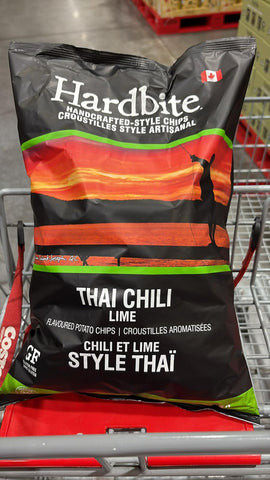 Hardbite
HANDCRAFTED-STYLE CHIPS
CROUSTILLES STYLE ARTISANAL
THAI CHILI
LIME
FLAVOURED POTATO CHIPS | CROUSTILLES AROMATISÉES
CHILI ET LIME
STYLE THAÏ
GF